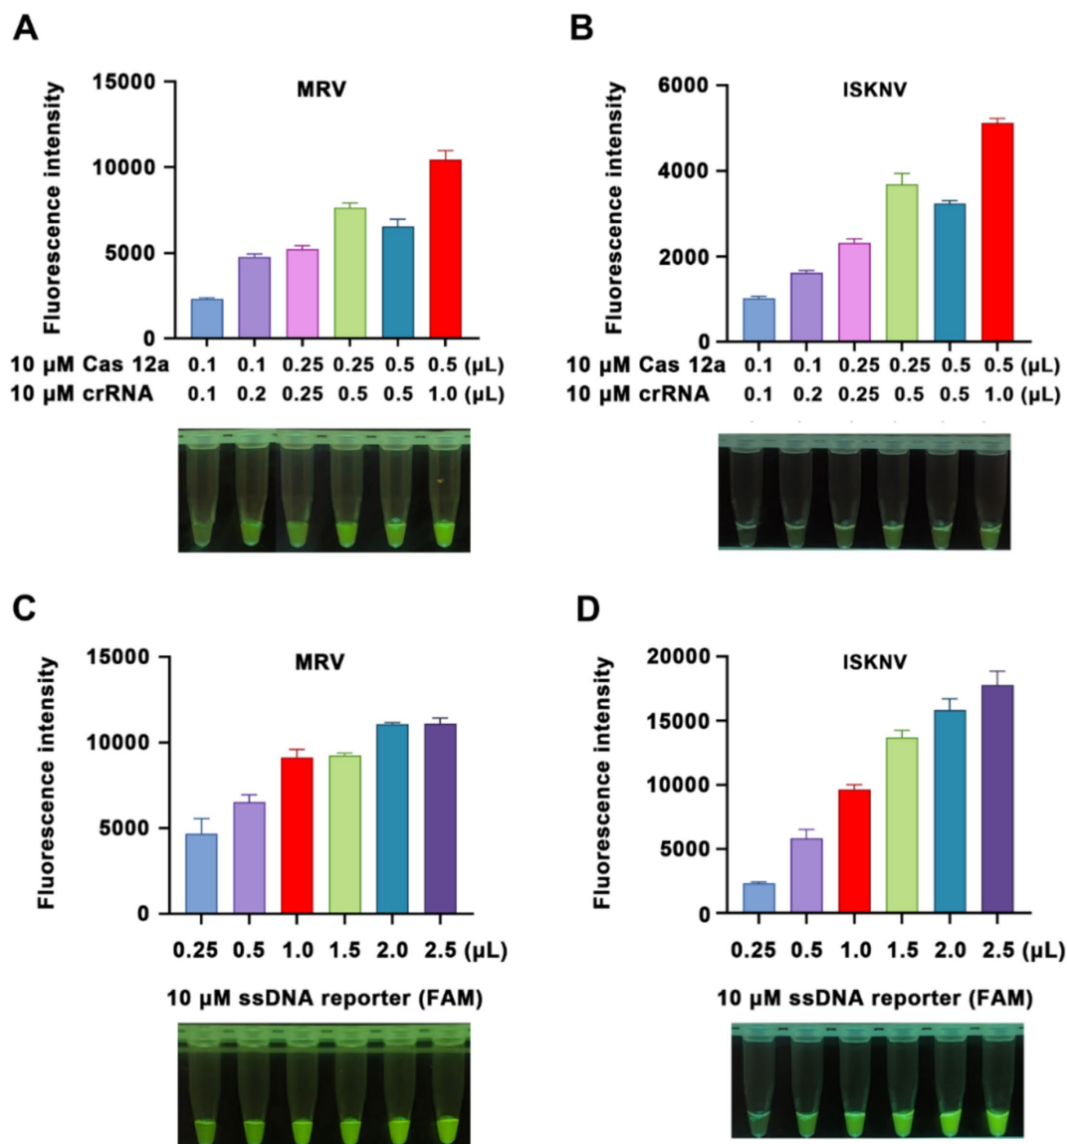 A
MRV
Fluorescence intensity
15000
10000
5000
0
10 µM Cas 12a 0.1 0.1 0.25 0.25 0.5 0.5 (µL)
10 µM crRNA 0.1 0.2 0.25 0.5 0.5 1.0 (µL)
B
ISKNV
Fluorescence intensity
6000
4000
2000
0
10 µM Cas 12a 0.1 0.1 0.25 0.25 0.5 0.5 (µL)
10 µM crRNA 0.1 0.2 0.25 0.5 0.5 1.0 (µL)
C
MRV
Fluorescence intensity
15000
10000
5000
0
0.25 0.5 1.0 1.5 2.0 2.5 (µL)
10 µM ssDNA reporter (FAM)
D
ISKNV
Fluorescence intensity
20000
15000
10000
5000
0
0.25 0.5 1.0 1.5 2.0 2.5 (µL)
10 µM ssDNA reporter (FAM)